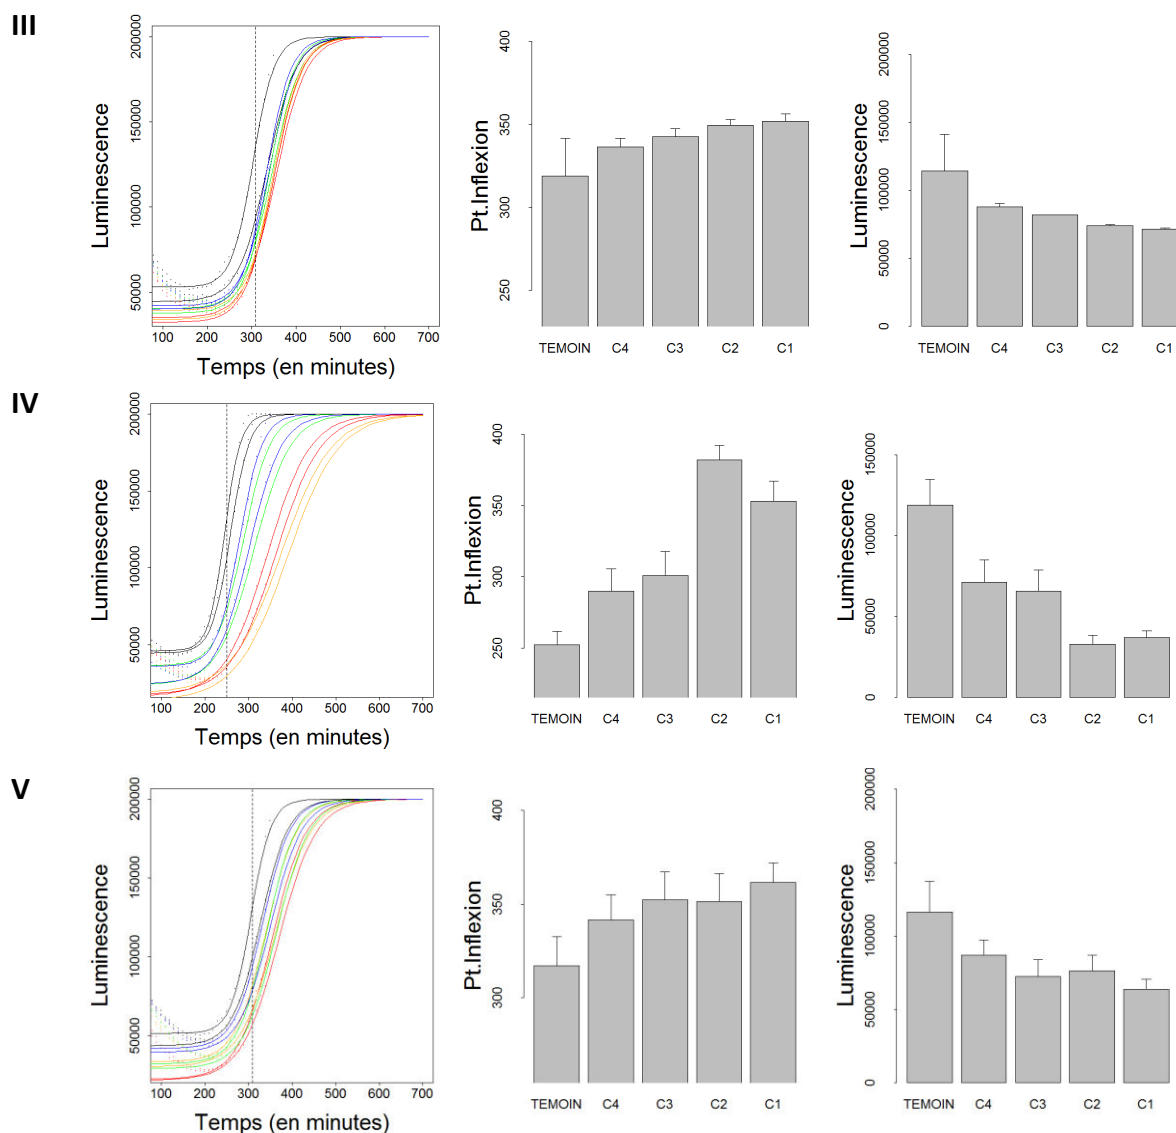 III
Luminescence
50000 100000 150000 200000
100 200 300 400 500 600 700
Temps (en minutes)
Pt.Inflexion
250 300 350 400
TEMOIN C4 C3 C2 C1
Luminescence
0 50000 100000 150000 200000
TEMOIN C4 C3 C2 C1
IV
Luminescence
50000 100000 150000 200000
100 200 300 400 500 600 700
Temps (en minutes)
Pt.Inflexion
250 300 350 400
TEMOIN C4 C3 C2 C1
Luminescence
0 50000 100000 150000
TEMOIN C4 C3 C2 C1
V
Luminescence
50000 100000 150000 200000
100 200 300 400 500 600 700
Temps (en minutes)
Pt.Inflexion
300 350 400
TEMOIN C4 C3 C2 C1
Luminescence
0 50000 100000 150000 200000
TEMOIN C4 C3 C2 C1